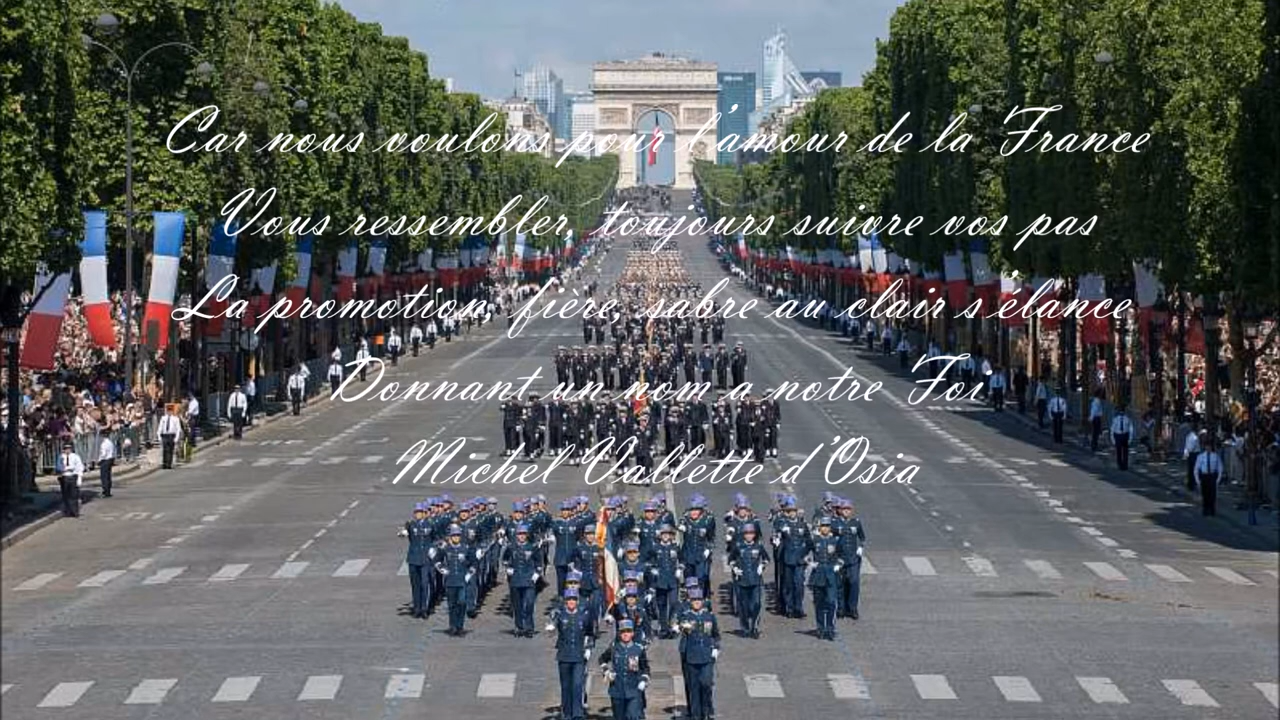 Car nous voulons pour l'amour de la France
Vous ressembler, toujours suivre vos pas
La promotion, fière, sabre au clair s'élance
Donnant un nom a notre Foi
Michel Vallette d'Osia